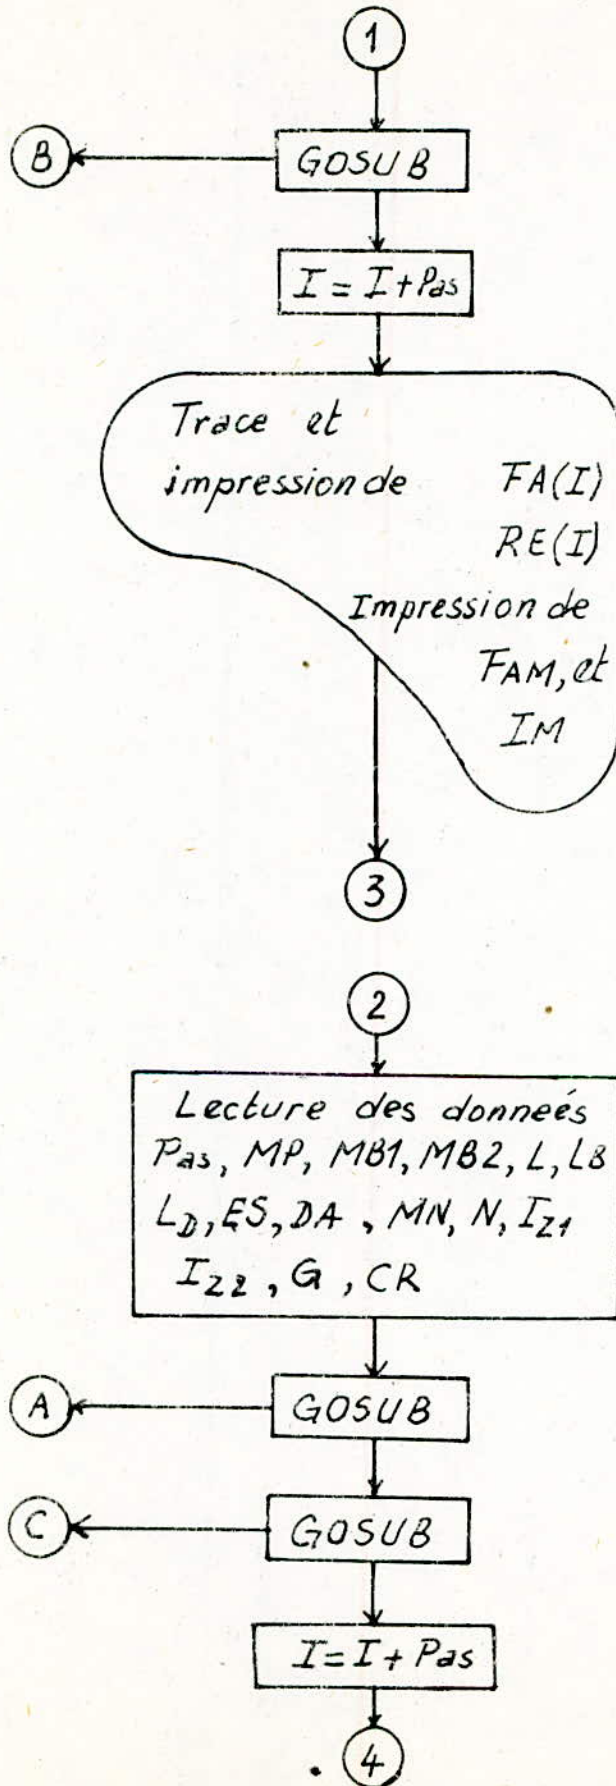 1
B
GOSUB
I = I + Pas
Trace et
impression de FA(I)
RE(I)
Impression de
FAM, et
IM
3
2
Lecture des donneés
Pas, MP, MB1, MB2, L, LB
LD, ES, DA, MN, N, IZ1
IZ2, G, CR
A
GOSUB
C
GOSUB
I = I + Pas
4